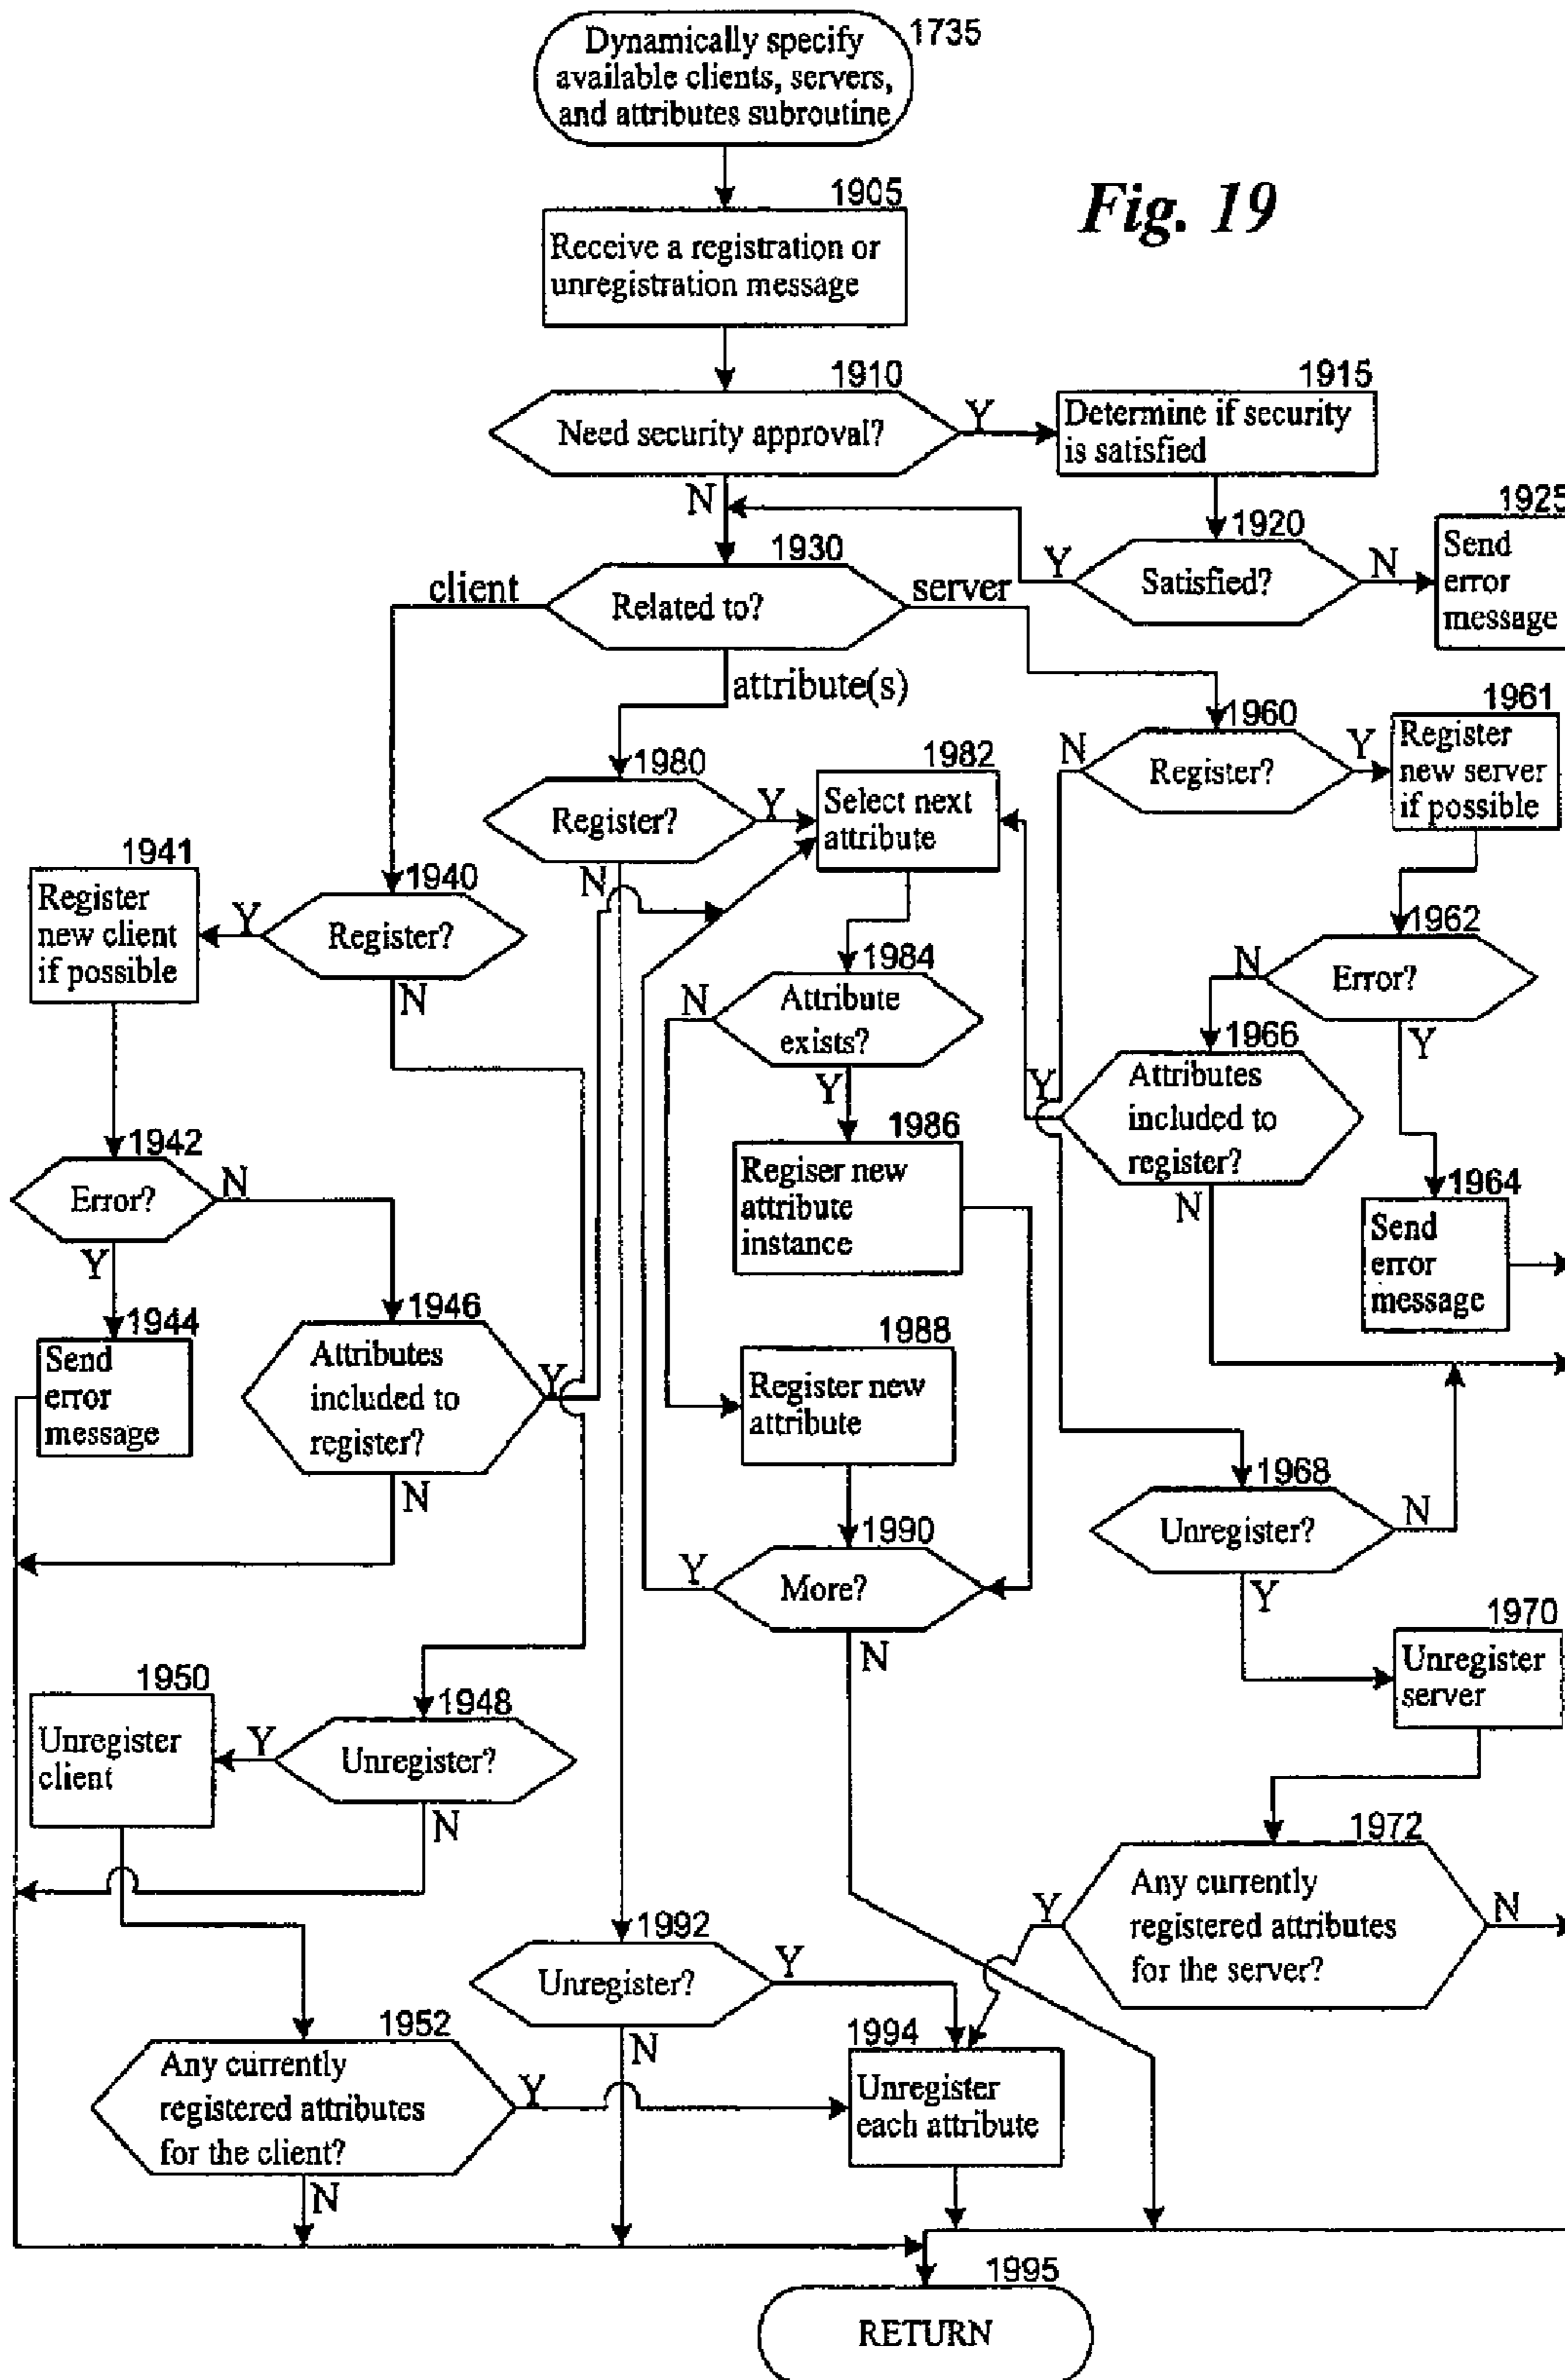 Dynamically specify
available clients, servers,
and attributes subroutine
1735
Fig. 19
1905
Receive a registration or
unregistration message
1910
Need security approval?
Y
N
1915
Determine if security
is satisfied
1920
Satisfied?
Y
N
1925
Send
error
message
1930
Related to?
client
server
attribute(s)
1960
Register?
N
Y
1961
Register
new server
if possible
1980
Register?
Y
N
1982
Select next
attribute
1941
Register
new client
if possible
1940
Register?
Y
N
1962
Error?
N
Y
1984
Attribute
exists?
N
Y
1966
Attributes
included to
register?
Y
N
1942
Error?
N
Y
1986
Regiser new
attribute
instance
1964
Send
error
message
1944
Send
error
message
1946
Attributes
included to
register?
Y
N
1988
Register new
attribute
1968
Unregister?
N
Y
1990
More?
Y
N
1970
Unregister
server
1950
Unregister
client
1948
Unregister?
Y
N
1972
Any currently
registered attributes
for the server?
Y
N
1992
Unregister?
Y
N
1952
Any currently
registered attributes
for the client?
Y
N
1994
Unregister
each attribute
1995
RETURN